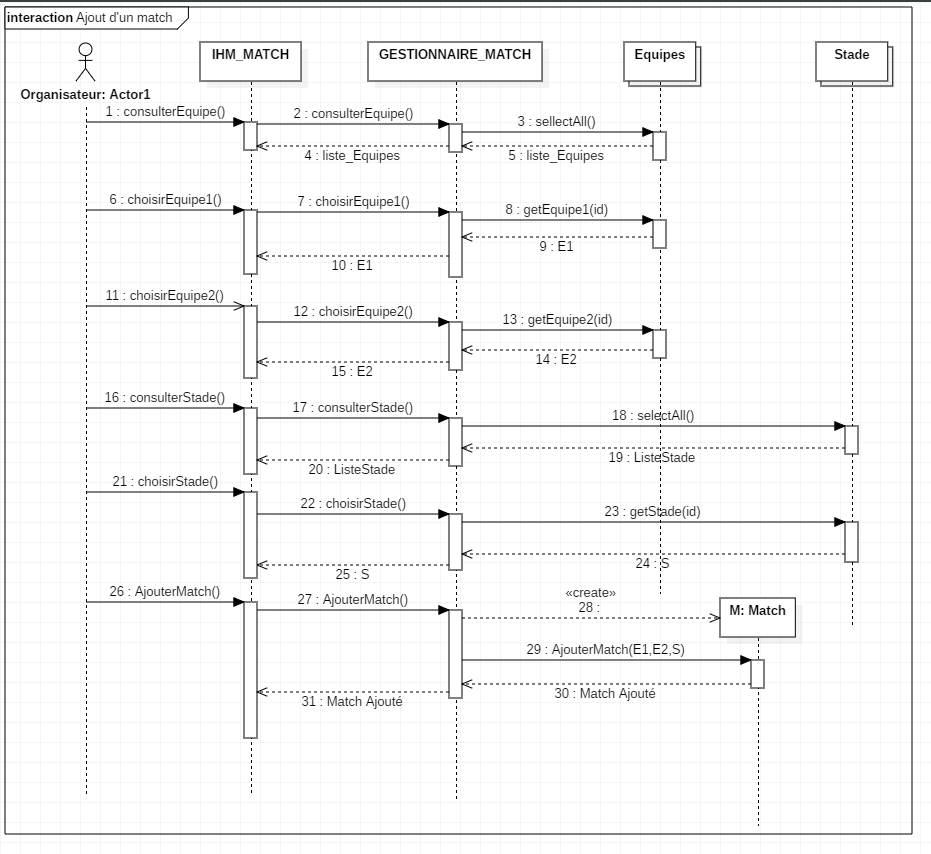 interaction Ajout d'un match
IHM_MATCH
GESTIONNAIRE_MATCH
Equipes
Stade
Organisateur: Actor1
1 : consulterEquipe()
2 : consulterEquipe()
3 : sellectAll()
4 : liste_Equipes
5 : liste_Equipes
6 : choisirEquipe1()
7 : choisirEquipe1()
8 : getEquipe1(id)
9 : E1
10 : E1
11 : choisirEquipe2()
12 : choisirEquipe2()
13 : getEquipe2(id)
14 : E2
15 : E2
16 : consulterStade()
17 : consulterStade()
18 : selectAll()
19 : ListeStade
20 : ListeStade
21 : choisirStade()
22 : choisirStade()
23 : getStade(id)
24 : S
25 : S
26 : AjouterMatch()
27 : AjouterMatch()
«create»
28 :
M: Match
29 : AjouterMatch(E1,E2,S)
30 : Match Ajouté
31 : Match Ajouté